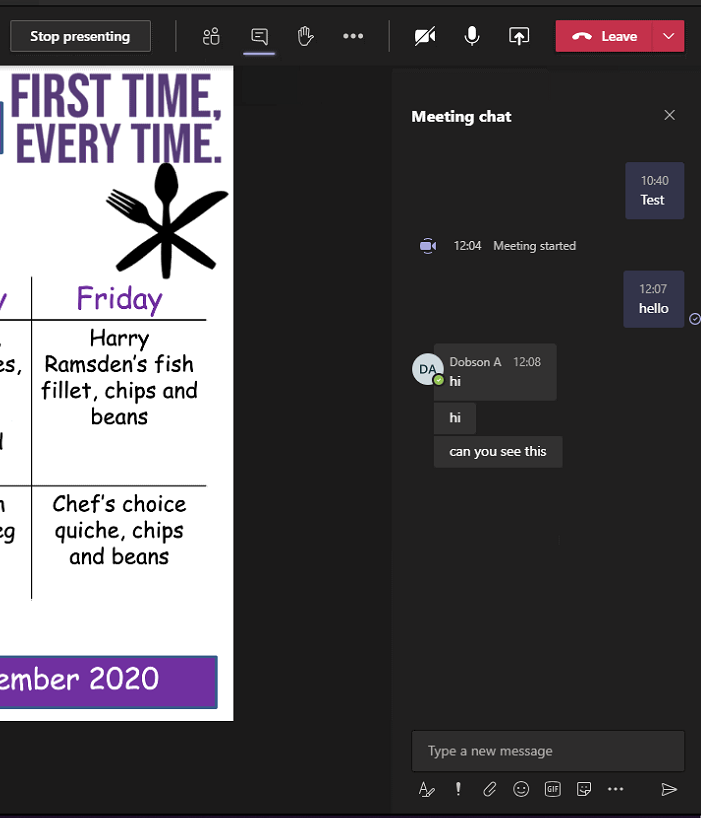 Stop presenting
Leave
FIRST TIME,
EVERY TIME.
Friday
Harry
Ramsden's fish
fillet, chips and
beans
Chef's choice
quiche, chips
and beans
ember 2020
Meeting chat
10:40
Test
12:04 Meeting started
12:07
hello
DA
Dobson A 12:08
hi
hi
can you see this
Type a new message
GIF